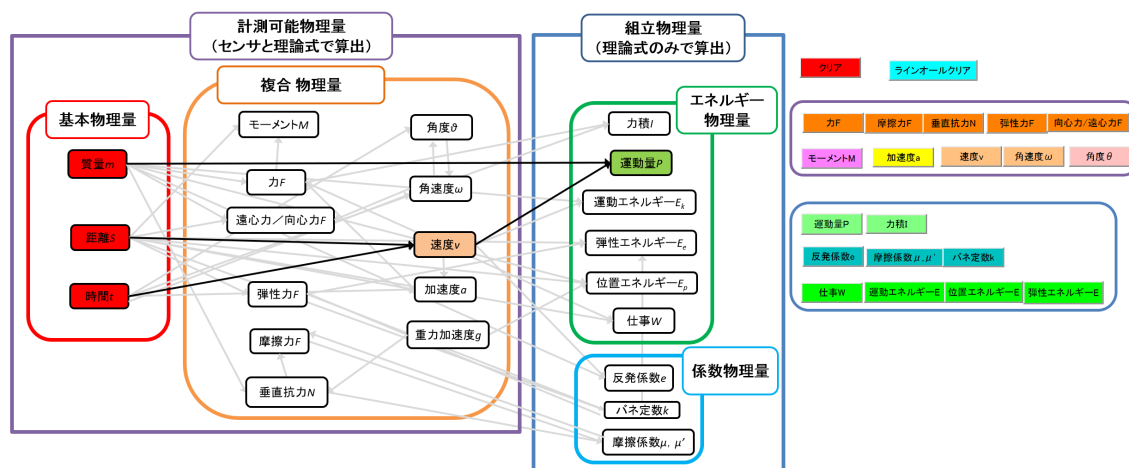 計測可能物理量
(センサと理論式で算出)
組立物理量
(理論式のみで算出)
複合 物理量
基本物理量
エネルギー
物理量
係数物理量
質量m
距離S
時間t
モーメントM
力F
遠心力／向心力F
弾性力F
摩擦力F
垂直抗力N
角度θ
角速度ω
速度v
加速度a
重力加速度g
力積I
運動量P
運動エネルギーEk
弾性エネルギーEe
位置エネルギーEp
仕事W
反発係数e
バネ定数k
摩擦係数μ, μ'
クリア
ラインオールクリア
力F
摩擦力F
垂直抗力N
弾性力F
向心力/遠心力F
モーメントM
加速度a
速度v
角速度ω
角度θ
運動量P
力積I
反発係数e
摩擦係数μ, μ'
バネ定数k
仕事W
運動エネルギーE
位置エネルギーE
弾性エネルギーE